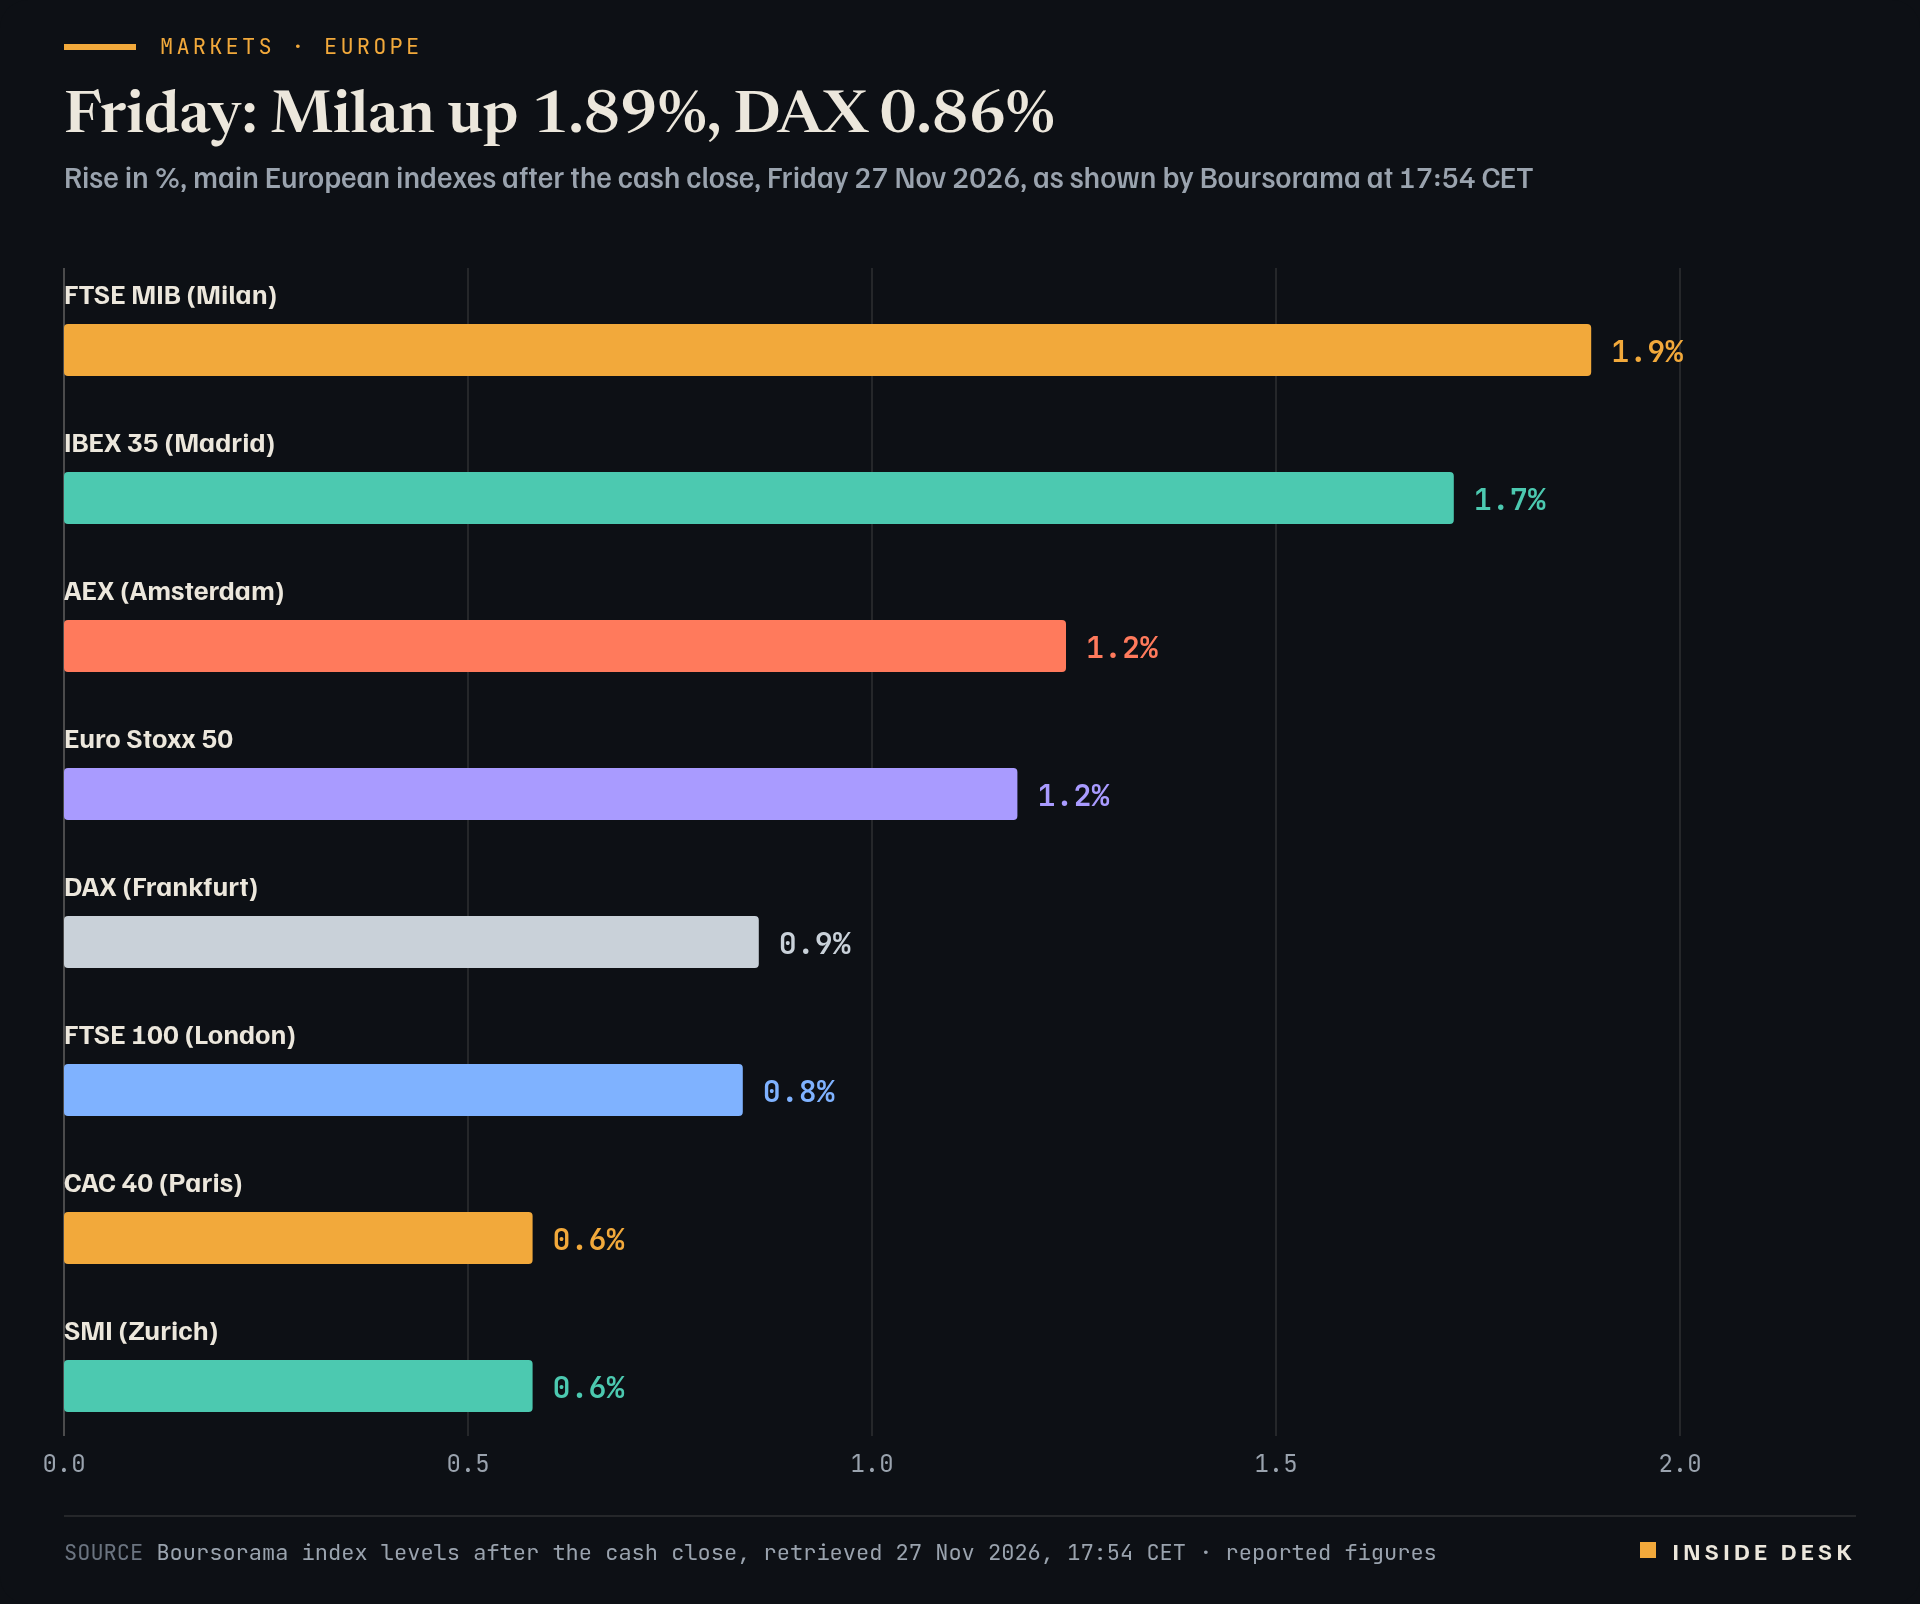 MARKETS · EUROPE
Friday: Milan up 1.89%, DAX 0.86%
Rise in %, main European indexes after the cash close, Friday 27 Nov 2026, as shown by Boursorama at 17:54 CET
FTSE MIB (Milan)
1.9%
IBEX 35 (Madrid)
1.7%
AEX (Amsterdam)
1.2%
Euro Stoxx 50
1.2%
DAX (Frankfurt)
0.9%
FTSE 100 (London)
0.8%
CAC 40 (Paris)
0.6%
SMI (Zurich)
0.6%
0.0 0.5 1.0 1.5 2.0
SOURCE Boursorama index levels after the cash close, retrieved 27 Nov 2026, 17:54 CET · reported figures
INSIDE DESK